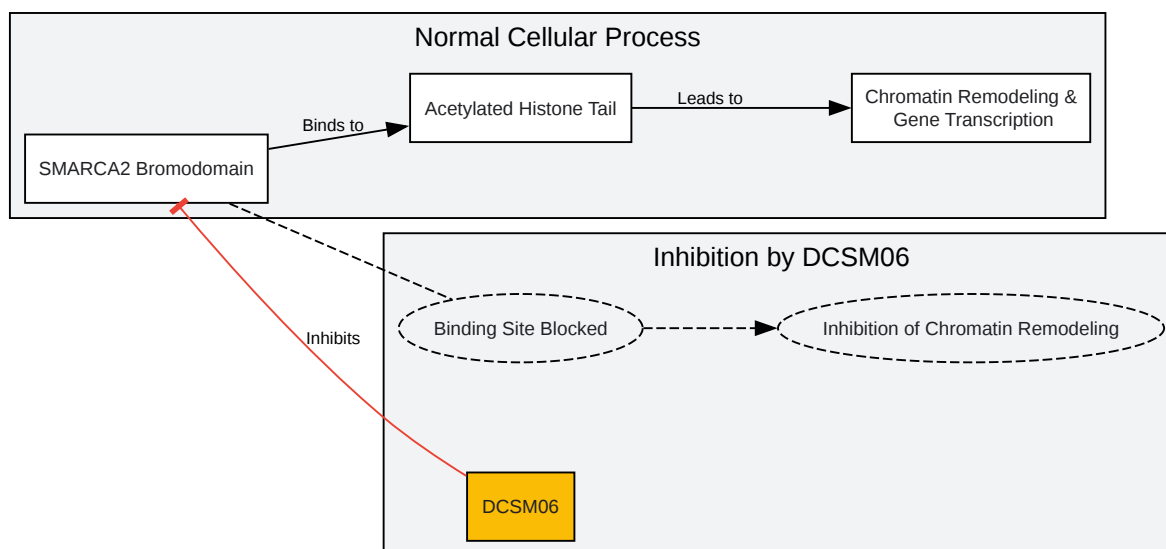 Normal Cellular Process
Acetylated Histone Tail
Leads to
Chromatin Remodeling &
Gene Transcription
Binds to
SMARCA2 Bromodomain
Inhibition by DCSM06
Binding Site Blocked
Inhibition of Chromatin Remodeling
Inhibits
DCSM06